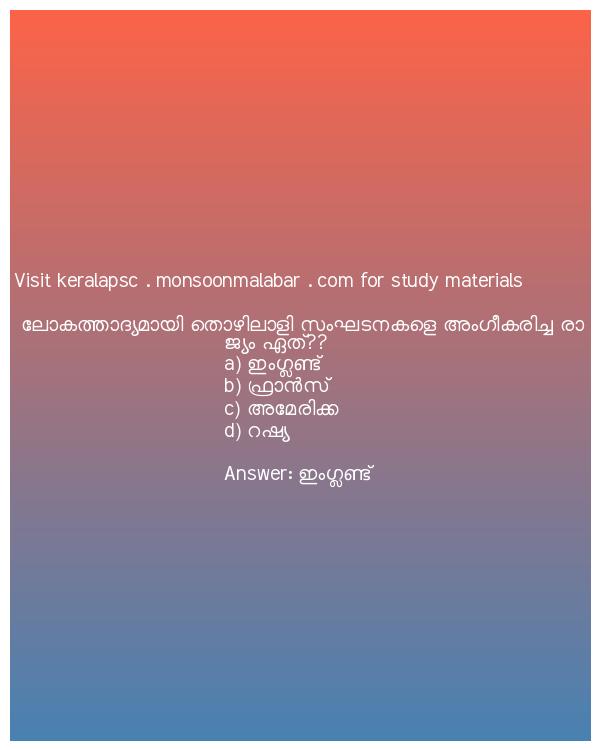 Visit keralapsc . monsoonmalabar . com for study materials
ലോകത്താദ്യമായി തൊഴിലാളി സംഘടനകളെ അംഗീകരിച്ച രാ
ജ്യം ഏത്??
a) ഇംഗ്ലണ്ട്
b) ഫ്രാൻസ്
c) അമേരിക്ക
d) റഷ്യ
Answer: ഇംഗ്ലണ്ട്